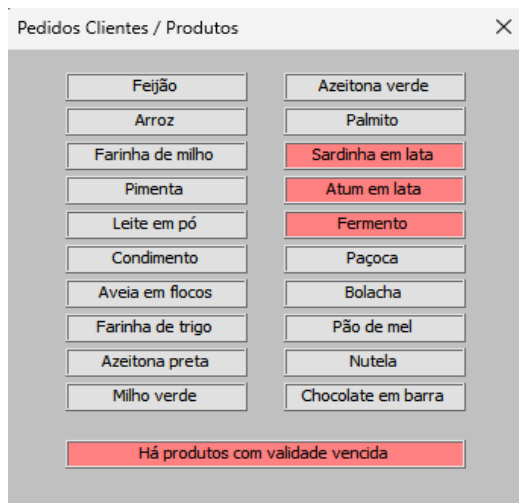 Pedidos Clientes / Produtos
Feijão
Azeitona verde
Arroz
Palmito
Farinha de milho
Sardinha em lata
Pimenta
Atum em lata
Leite em pó
Fermento
Condimento
Paçoca
Aveia em flocos
Bolacha
Farinha de trigo
Pão de mel
Azeitona preta
Nutela
Milho verde
Chocolate em barra
Há produtos com validade vencida